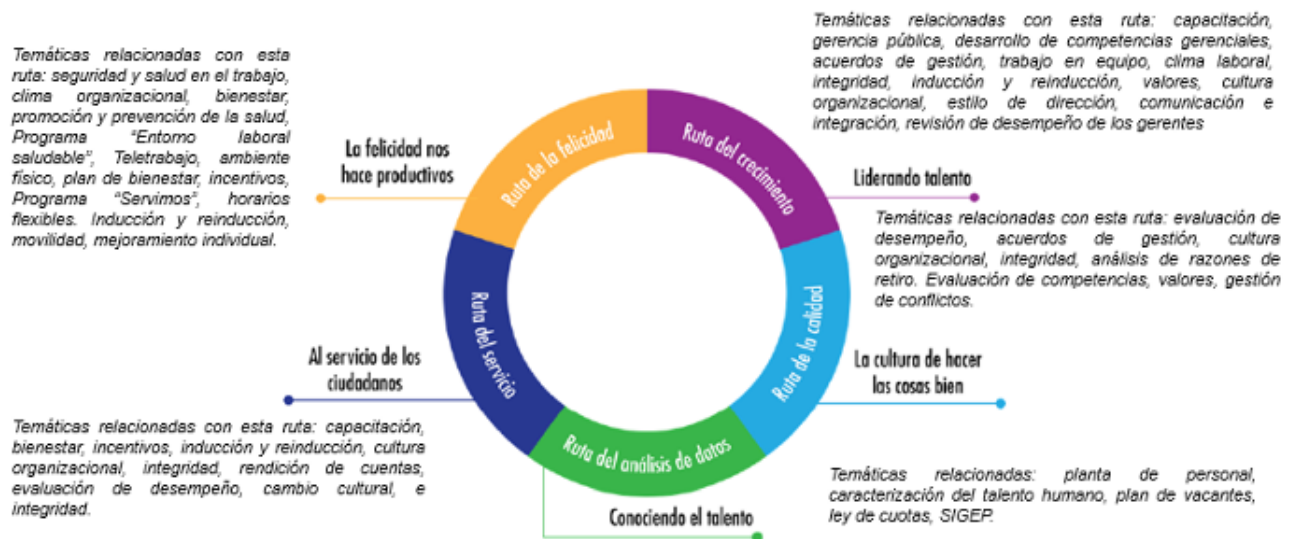 Temáticas relacionadas con esta
ruta: seguridad y salud en el trabajo,
clima organizacional, bienestar,
promoción y prevención de la salud,
Programa "Entorno laboral
saludable", Teletrabajo, ambiente
físico, plan de bienestar, incentivos,
Programa "Servimos", horarios
flexibles. Inducción y reinducción,
movilidad, mejoramiento individual.
La felicidad nos
hace productivos
Ruta de la felicidad
Temáticas relacionadas con esta ruta: capacitación,
gerencia pública, desarrollo de competencias gerenciales,
acuerdos de gestión, trabajo en equipo, clima laboral,
integridad, inducción y reinducción, valores, cultura
organizacional, estilo de dirección, comunicación e
integración, revisión de desempeño de los gerentes
Ruta del crecimiento
Liderando talento
Temáticas relacionadas con esta ruta: evaluación de
desempeño, acuerdos de gestión, cultura
organizacional, integridad, análisis de razones de
retiro. Evaluación de competencias, valores, gestión
de conflictos.
Ruta de la calidad
La cultura de hacer
las cosas bien
Ruta del servicio
Al servicio de los
ciudadanos
Temáticas relacionadas con esta ruta: capacitación,
bienestar, incentivos, inducción y reinducción, cultura
organizacional, integridad, rendición de cuentas,
evaluación de desempeño, cambio cultural, e
integridad.
Ruta del análisis de datos
Conociendo el talento
Temáticas relacionadas: planta de personal,
caracterización del talento humano, plan de vacantes,
ley de cuotas, SIGEP.